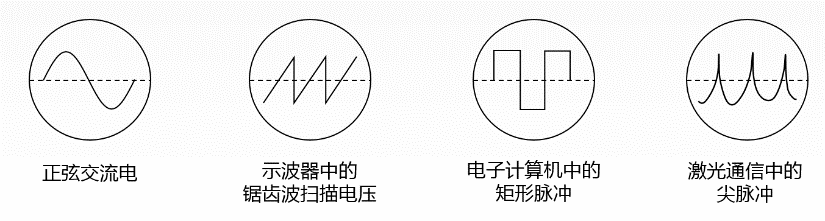 正弦交流电
示波器中的
锯齿波扫描电压
电子计算机中的
矩形脉冲
激光通信中的
尖脉冲